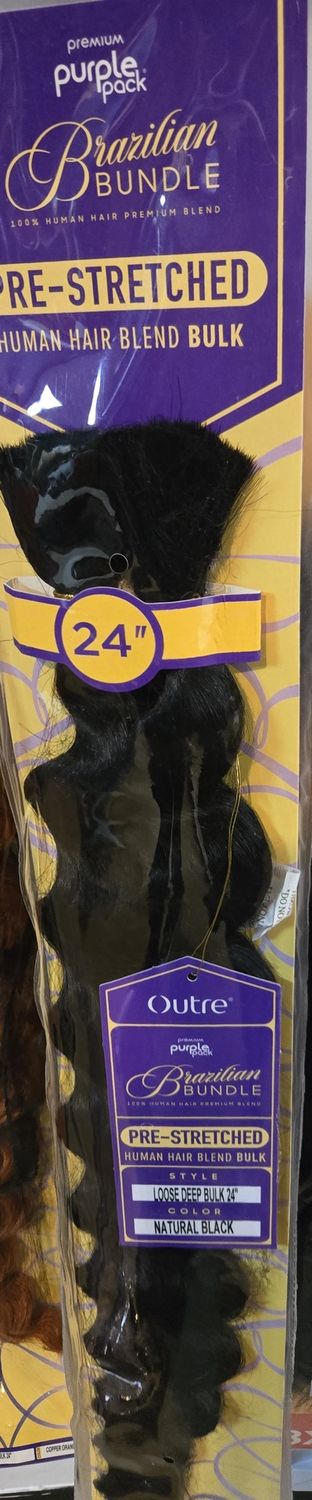 premium
purple
pack®
Brazilian
BUNDLE
100% HUMAN HAIR PREMIUM BLEND
PRE-STRETCHED
HUMAN HAIR BLEND BULK
24"
Outre®
premium
purple
pack
Brazilian
BUNDLE
100% HUMAN HAIR PREMIUM BLEND
PRE-STRETCHED
HUMAN HAIR BLEND BULK
STYLE
LOOSE DEEP BULK 24"
COLOR
NATURAL BLACK